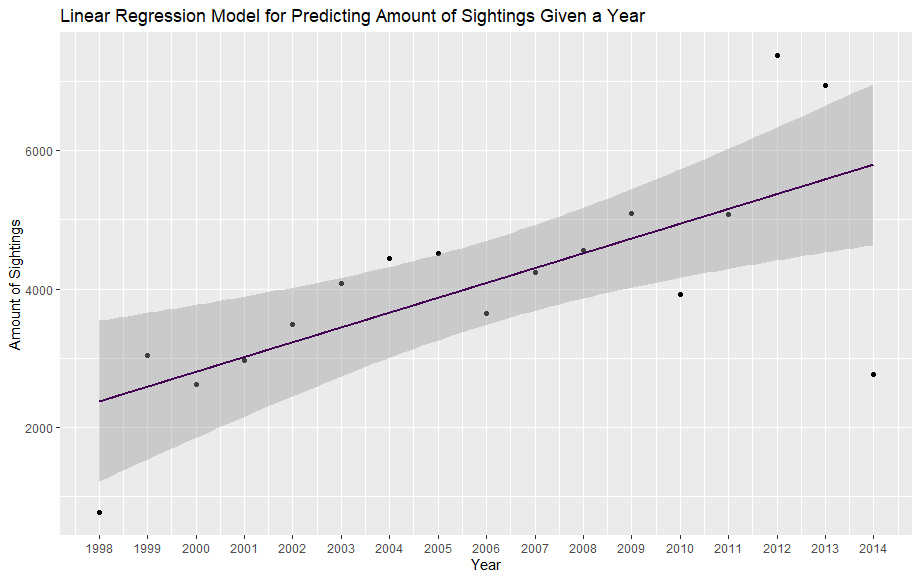 Linear Regression Model for Predicting Amount of Sightings Given a Year
Amount of Sightings
6000
4000
2000
1998 1999 2000 2001 2002 2003 2004 2005 2006 2007 2008 2009 2010 2011 2012 2013 2014
Year